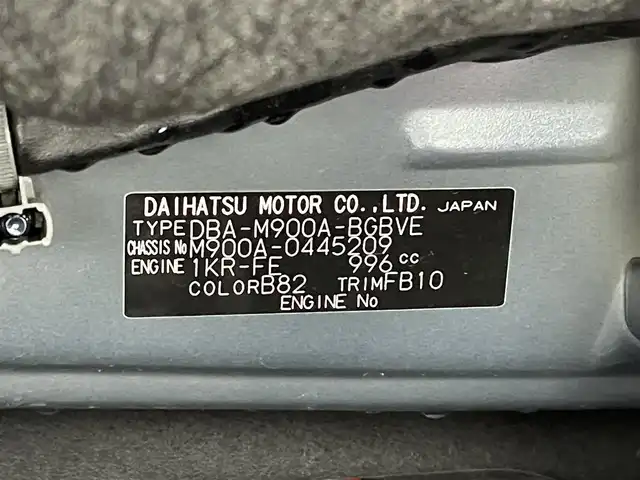 DAIHATSU MOTOR CO.,LTD. JAPAN
TYPE DBA-M900A-BGBVE
CHASSIS No M900A-0445209
ENGINE 1KR-FE 996 cc
COLOR B82 TRIM FB10
ENGINE No